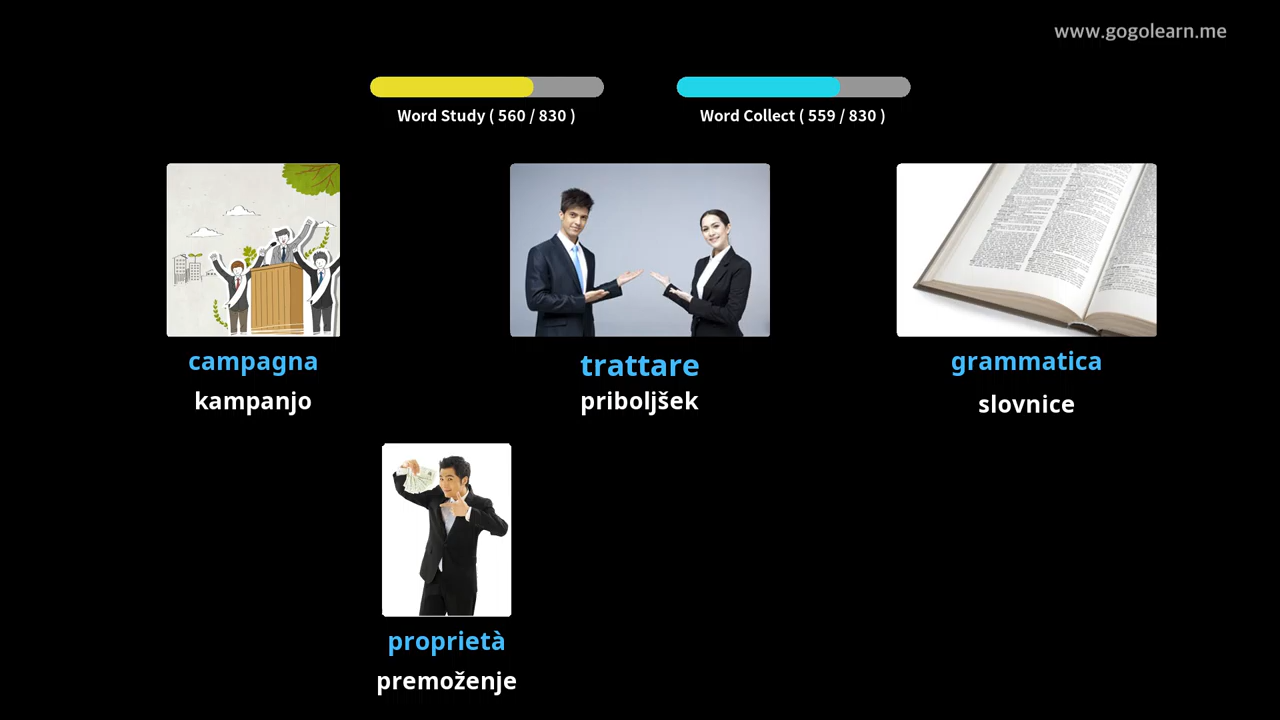 www.gogolearn.me
Word Study ( 560 / 830 )
Word Collect ( 559 / 830 )
campagna
kampanjo
trattare
priboljšek
grammatica
slovnice
proprietà
premoženje